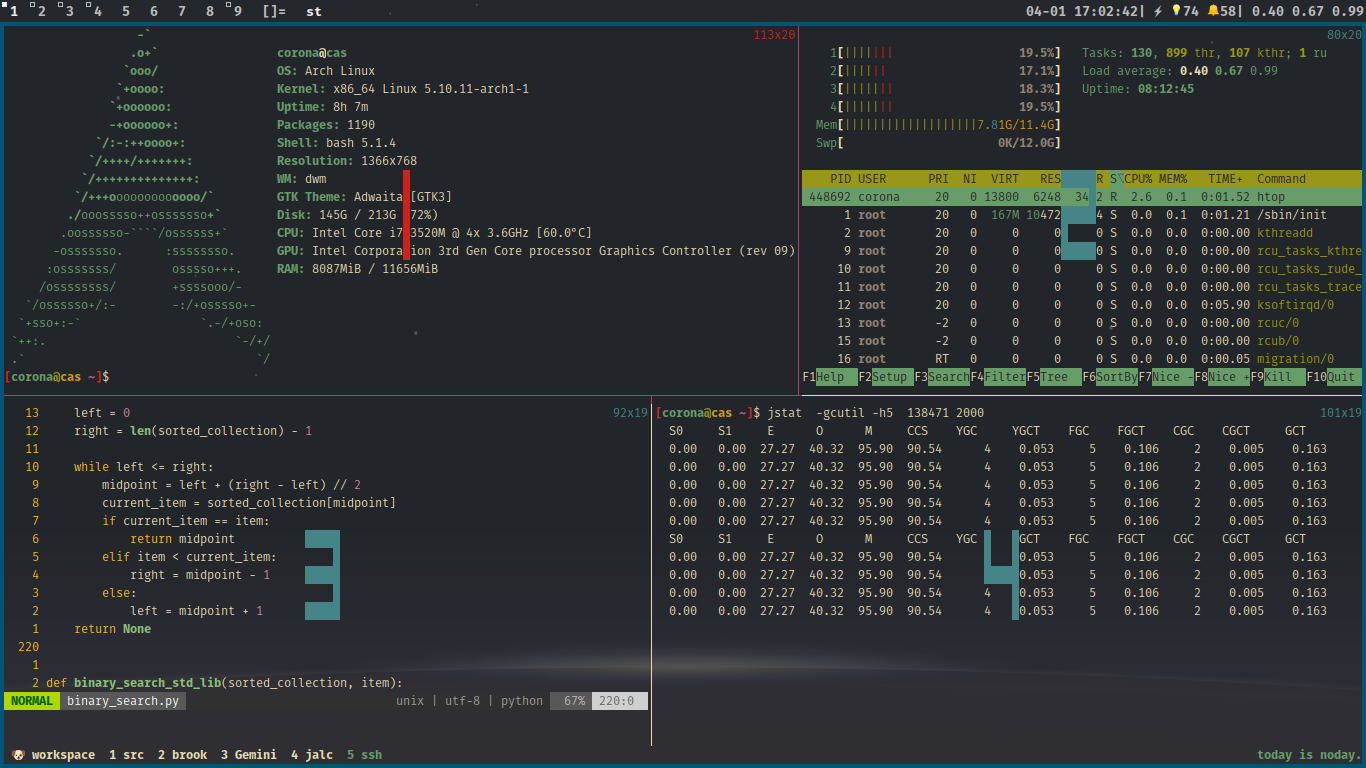 1 2 3 4 5 6 7 8 9 []= st 04-01 17:02:42| ⚡ 💡74 🔔58| 0.40 0.67 0.99
113x20
-`
.o+`
`ooo/
`+oooo:
`+oooooo:
-+oooooo+:
`/:-:++oooo+:
`/++++/+++++++:
`/++++++++++++++:
`/+++ooooooooooooo/`
./ooosssso++osssssso+`
.oossssso-````/ossssss+`
-osssssso. :ssssssso.
:osssssss/ osssso+++.
/ossssssss/ +ssssooo/-
`/ossssso+/:- -:/+osssso+-
`+sso+:-` `.-/+oso:
`++:. `-/+/
.` `/
corona@cas
OS: Arch Linux
Kernel: x86_64 Linux 5.10.11-arch1-1
Uptime: 8h 7m
Packages: 1190
Shell: bash 5.1.4
Resolution: 1366x768
WM: dwm
GTK Theme: Adwaita [GTK3]
Disk: 145G / 213G 72%)
CPU: Intel Core i7 3520M @ 4x 3.6GHz [60.0°C]
GPU: Intel Corpora ion 3rd Gen Core processor Graphics Controller (rev 09)
RAM: 8087MiB / 11656MiB
1
[corona@cas ~]$
80x20
1[||||||| 19.5%] Tasks: 130, 899 thr, 107 kthr; 1 ru
2[|||||| 17.1%] Load average: 0.40 0.67 0.99
3[||||||| 18.3%] Uptime: 08:12:45
4[||||||| 19.5%]
Mem[|||||||||||||||||||7.81G/11.4G]
Swp[ 0K/12.0G]
PID USER PRI NI VIRT RES R S CPU% MEM% TIME+ Command
448692 corona 20 0 13800 6248 34 2 R 2.6 0.1 0:01.52 htop
1 root 20 0 167M 10472 4 S 0.0 0.1 0:01.21 /sbin/init
2 root 20 0 0 0 0 S 0.0 0.0 0:00.00 kthreadd
9 root 20 0 0 0 0 S 0.0 0.0 0:00.00 rcu_tasks_kthre
10 root 20 0 0 0 0 S 0.0 0.0 0:00.00 rcu_tasks_rude_
11 root 20 0 0 0 0 S 0.0 0.0 0:00.00 rcu_tasks_trace
12 root 20 0 0 0 0 S 0.0 0.0 0:05.90 ksoftirqd/0
13 root -2 0 0 0 0 S 0.0 0.0 0:00.00 rcuc/0
15 root -2 0 0 0 0 S 0.0 0.0 0:00.00 rcub/0
16 root RT 0 0 0 0 S 0.0 0.0 0:00.05 migration/0
2
F1Help F2Setup F3SearchF4FilterF5Tree F6SortByF7Nice -F8Nice +F9Kill F10Quit
92x19
13 left = 0
12 right = len(sorted_collection) - 1
11
10 while left <= right:
9 midpoint = left + (right - left) // 2
8 current_item = sorted_collection[midpoint]
7 if current_item == item:
6 return midpoint
5 elif item < current_item:
4 right = midpoint - 1
3 else:
2 left = midpoint + 1
1 return None
220
1
2 def binary_search_std_lib(sorted_collection, item):
3
NORMAL binary_search.py unix | utf-8 | python 67% 220:0
[corona@cas ~]$ jstat -gcutil -h5 138471 2000 101x19
S0 S1 E O M CCS YGC YGCT FGC FGCT CGC CGCT GCT
0.00 0.00 27.27 40.32 95.90 90.54 4 0.053 5 0.106 2 0.005 0.163
0.00 0.00 27.27 40.32 95.90 90.54 4 0.053 5 0.106 2 0.005 0.163
0.00 0.00 27.27 40.32 95.90 90.54 4 0.053 5 0.106 2 0.005 0.163
0.00 0.00 27.27 40.32 95.90 90.54 4 0.053 5 0.106 2 0.005 0.163
0.00 0.00 27.27 40.32 95.90 90.54 4 0.053 5 0.106 2 0.005 0.163
S0 S1 E O M CCS YGC GCT FGC FGCT CGC CGCT GCT
0.00 0.00 27.27 40.32 95.90 90.54 4 0.053 5 0.106 2 0.005 0.163
0.00 0.00 27.27 40.32 95.90 90.54 4 0.053 5 0.106 2 0.005 0.163
0.00 0.00 27.27 40.32 95.90 90.54 4 0.053 5 0.106 2 0.005 0.163
0.00 0.00 27.27 40.32 95.90 90.54 4 0.053 5 0.106 2 0.005 0.163
4
🐶 workspace 1 src 2 brook 3 Gemini 4 jalc 5 ssh today is noday.